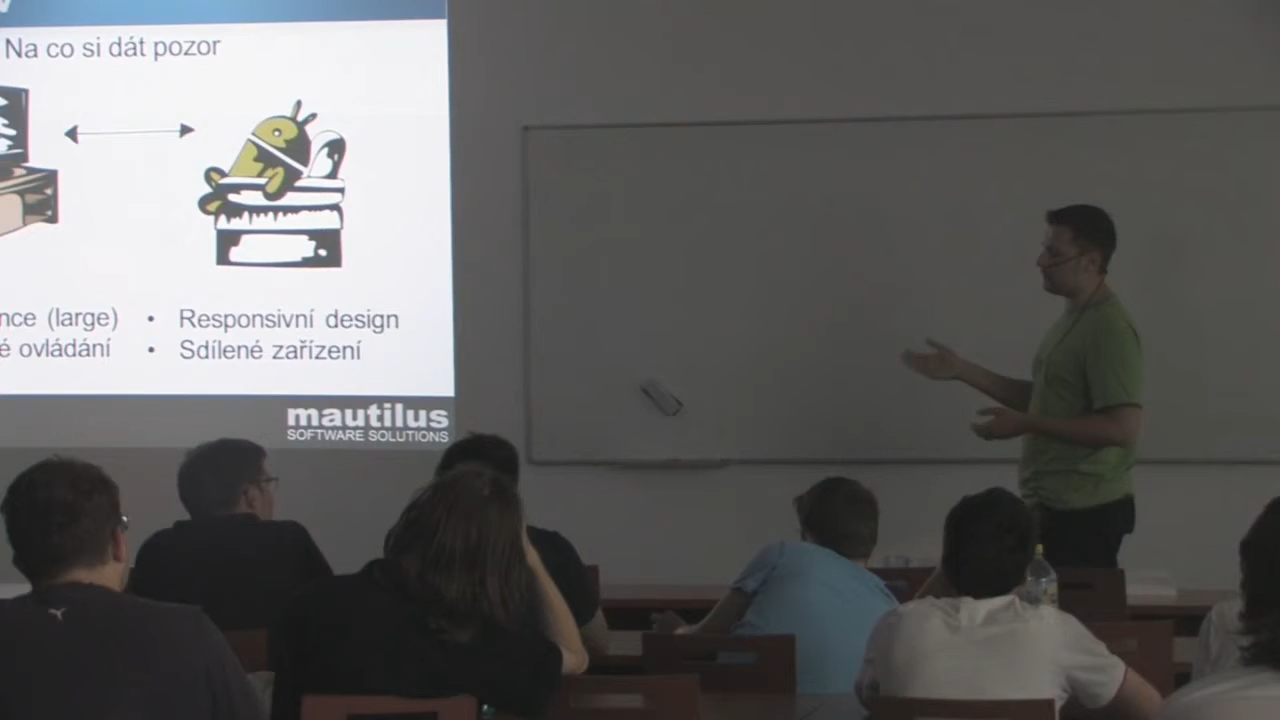 Na co si dát pozor
nce (large)
• Responsivní design
é ovládání
• Sdílené zařízení
mautilus
SOFTWARE SOLUTIONS